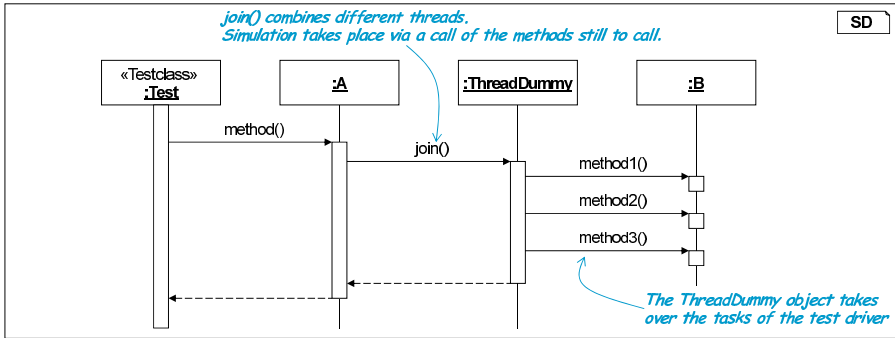 join() combines different threads.
Simulation takes place via a call of the methods still to call.
SD
«Testclass»
:Test
:A
:ThreadDummy
:B
method()
join()
method1()
method2()
method3()
The ThreadDummy object takes
over the tasks of the test driver